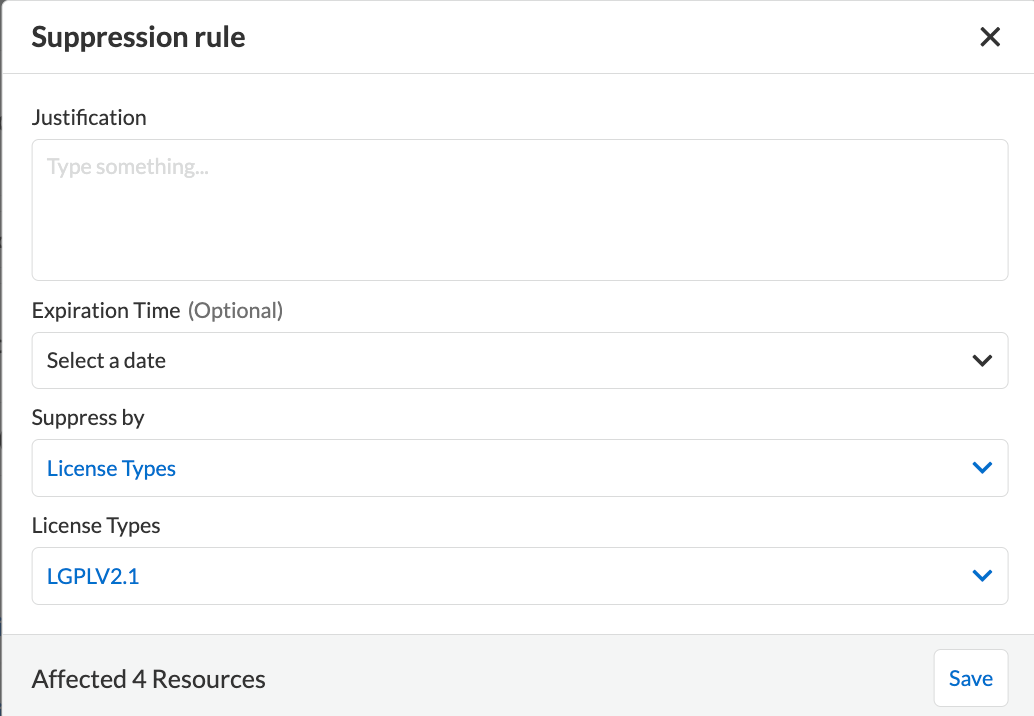 Suppression rule
Justification
Type something...
Expiration Time (Optional)
Select a date
Suppress by
License Types
License Types
LGPLV2.1
Affected 4 Resources
Save